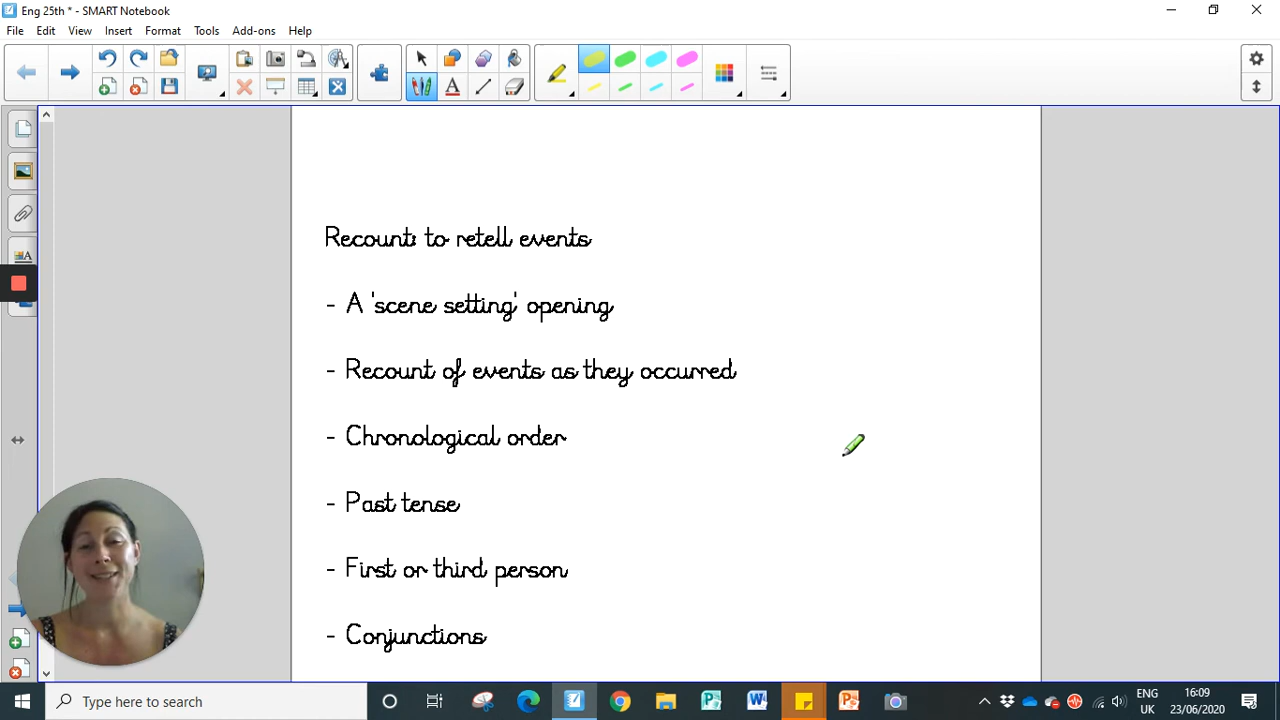 Eng 25th * - SMART Notebook
File Edit View Insert Format Tools Add-ons Help
Recount: to retell events
- A 'scene setting' opening
- Recount of events as they occurred
- Chronological order
- Past tense
- First or third person
- Conjunctions
Type here to search
ENG 16:09
UK 23/06/2020